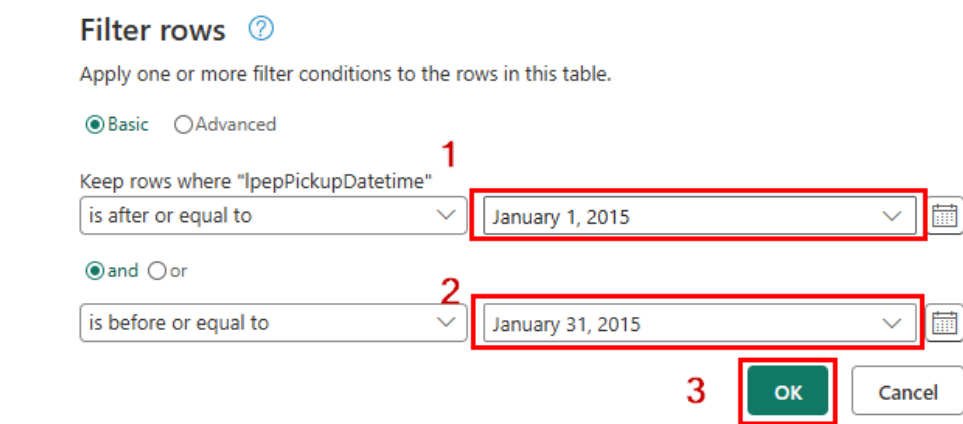 Filter rows ?
Apply one or more filter conditions to the rows in this table.
Basic Advanced
1
Keep rows where "lpepPickupDatetime"
is after or equal to January 1, 2015
and or
2
is before or equal to January 31, 2015
3 OK Cancel